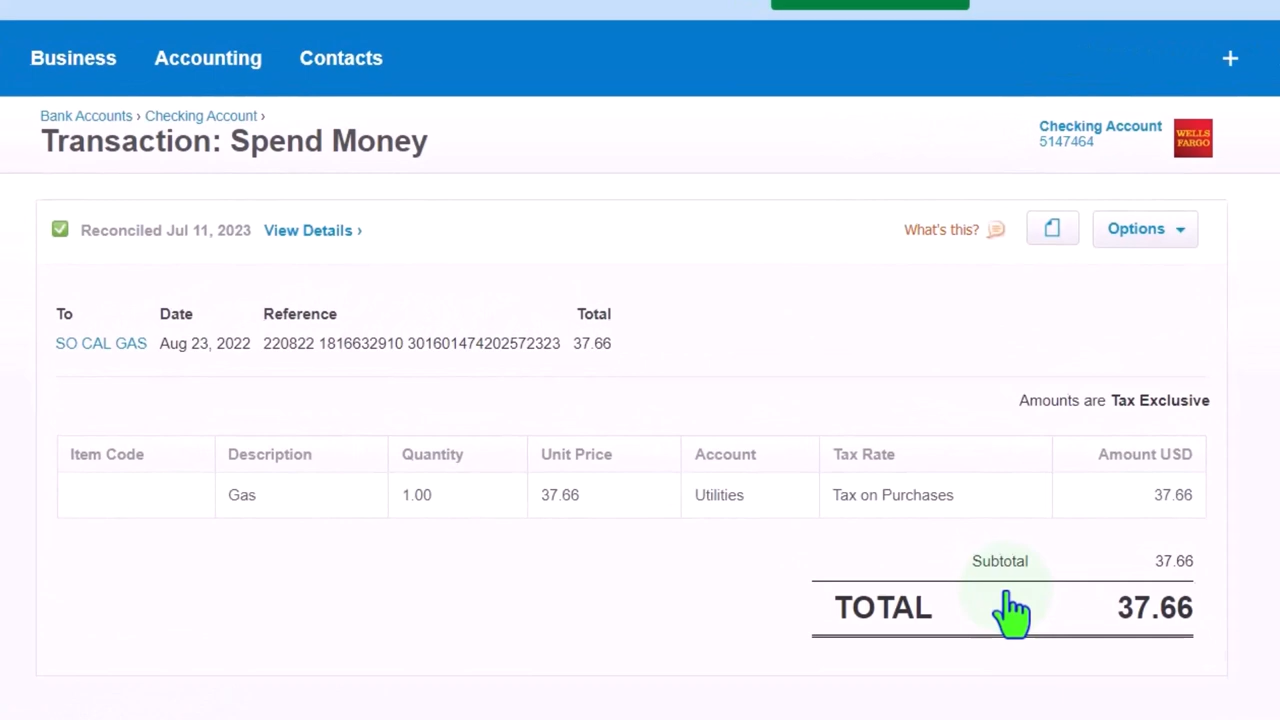 Business Accounting Contacts +
Bank Accounts › Checking Account ›
Transaction: Spend Money
Checking Account
5147464
WELLS
FARGO
Reconciled Jul 11, 2023 View Details ›
What's this?
Options
To Date Reference Total
SO CAL GAS Aug 23, 2022 220822 1816632910 301601474202572323 37.66
Amounts are Tax Exclusive
Item Code Description Quantity Unit Price Account Tax Rate Amount USD
Gas 1.00 37.66 Utilities Tax on Purchases 37.66
Subtotal 37.66
TOTAL 37.66